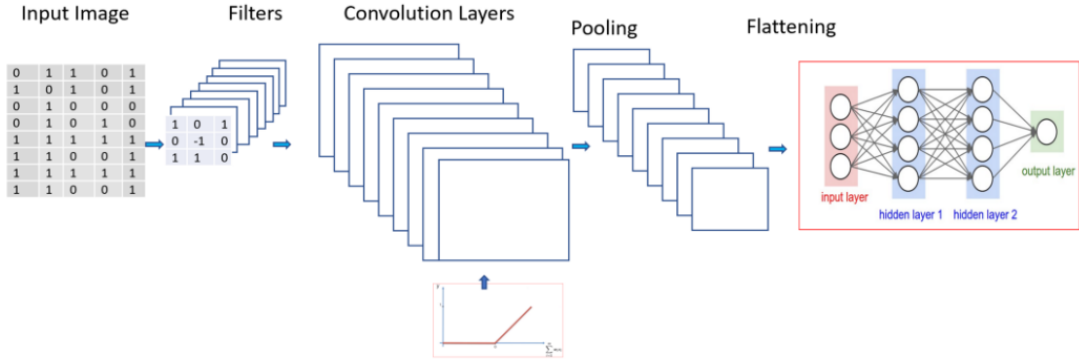 Input Image
Filters
Convolution Layers
Pooling
Flattening
0 1 1 0 1
1 0 1 0 1
0 1 0 0 0
0 1 0 1 0
1 1 1 1 1
1 1 0 0 1
1 1 1 1 1
1 1 0 0 1
1 0 1
0 -1 0
1 1 0
input layer
hidden layer 1
hidden layer 2
output layer